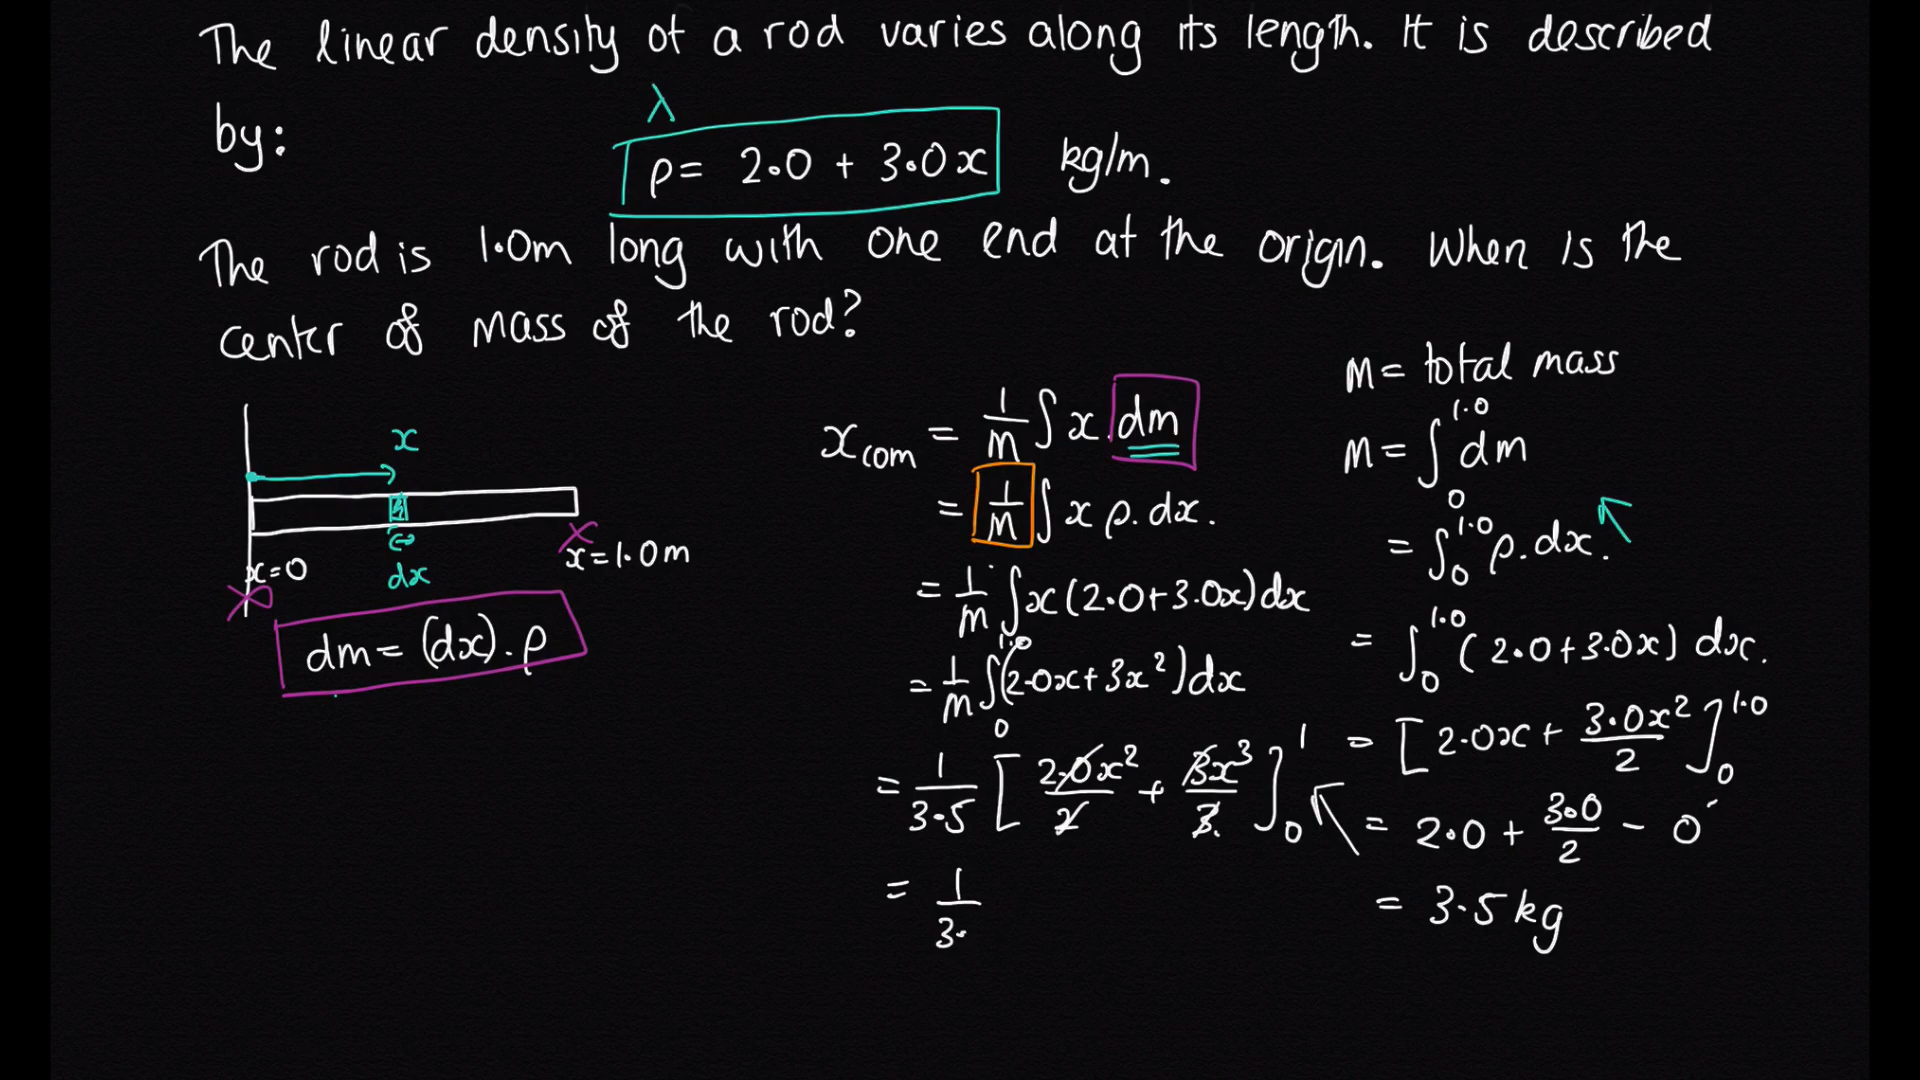 The linear density of a rod varies along its length. It is described
by:
λ
ρ = 2.0 + 3.0x kg/m.
The rod is 1.0m long with one end at the origin. When is the
center of mass of the rod?
x
x=0
dx
x=1.0m
dm = (dx).ρ
x com = 1/m ∫ x.dm
= 1/m ∫ x ρ.dx.
= 1/m ∫ x(2.0+3.0x)dx
= 1/m ∫₀^1.0 (2.0x+3x²)dx
= 1/3.5 [2.0x²/2 + 3x³/3.]₀^1
= 1/3.
M = total mass
M = ∫₀^1.0 dm
= ∫₀^1.0 ρ.dx.
= ∫₀^1.0 (2.0+3.0x) dx.
= [2.0x + 3.0x²/2]₀^1.0
= 2.0 + 3.0/2 - 0
= 3.5 kg